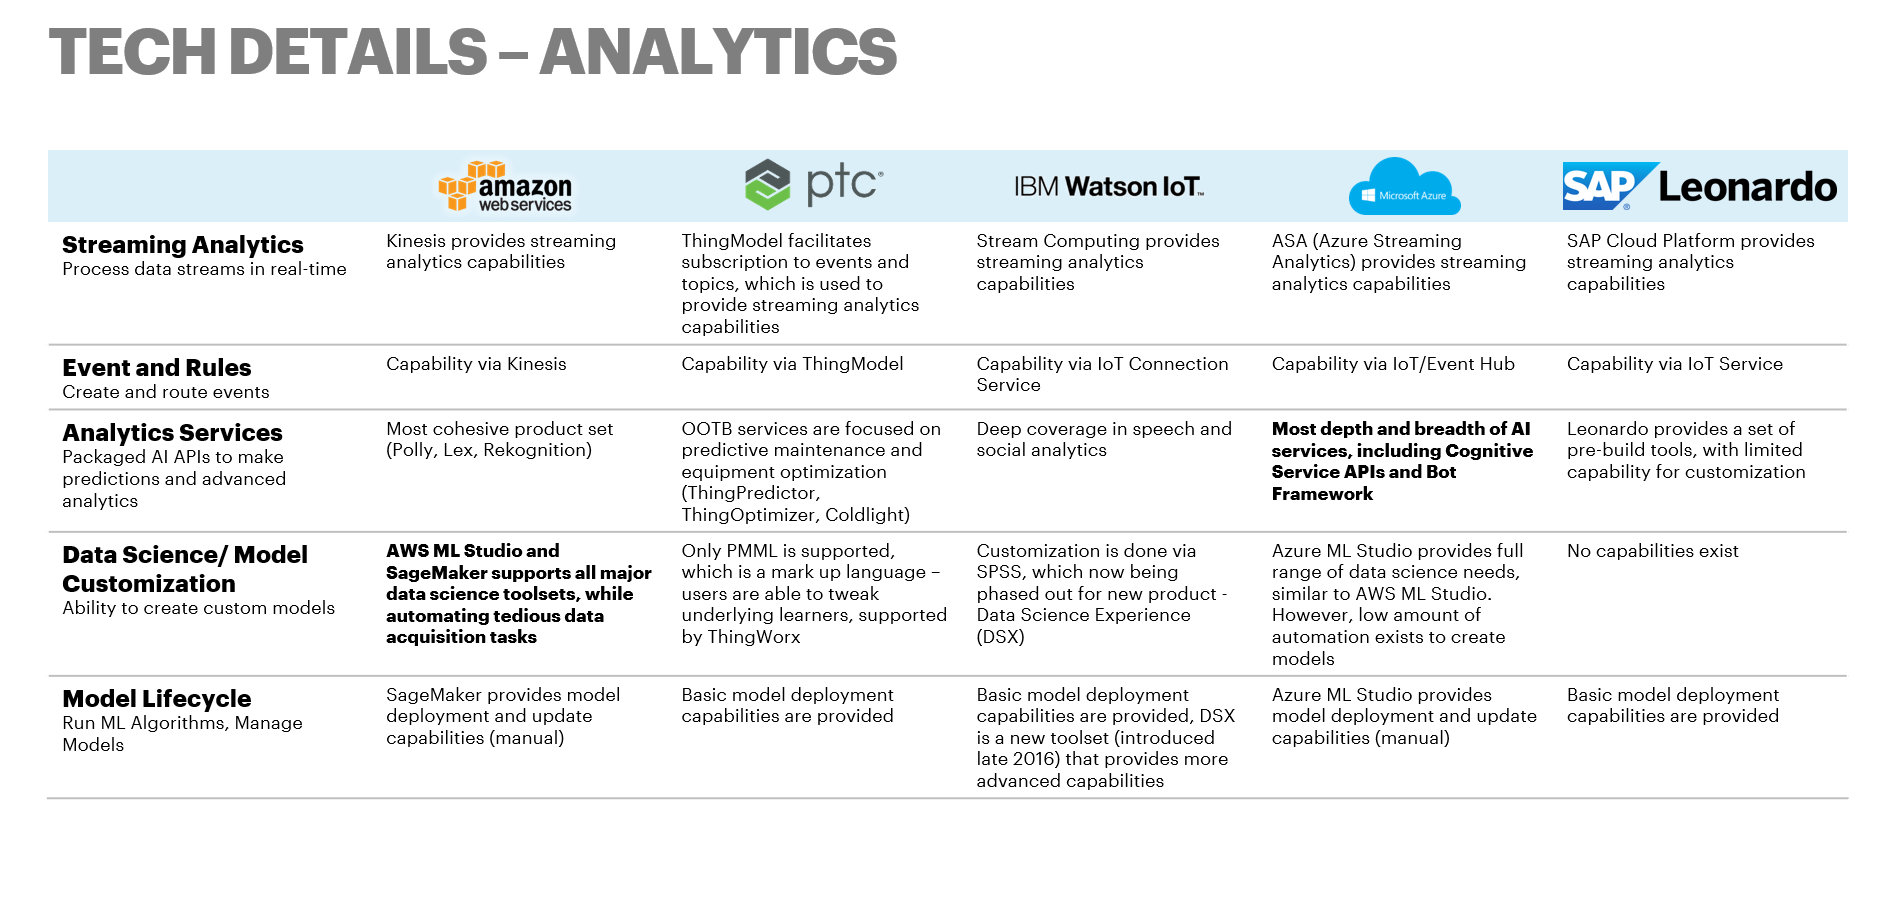 TECH DETAILS – ANALYTICS
amazon
web services
ptc®
IBM Watson IoT™
Microsoft Azure
SAP® Leonardo
Streaming Analytics
Process data streams in real-time
Kinesis provides streaming
analytics capabilities
ThingModel facilitates
subscription to events and
topics, which is used to
provide streaming analytics
capabilities
Stream Computing provides
streaming analytics
capabilities
ASA (Azure Streaming
Analytics) provides streaming
analytics capabilities
SAP Cloud Platform provides
streaming analytics
capabilities
Event and Rules
Create and route events
Capability via Kinesis
Capability via ThingModel
Capability via IoT Connection
Service
Capability via IoT/Event Hub
Capability via IoT Service
Analytics Services
Packaged AI APIs to make
predictions and advanced
analytics
Most cohesive product set
(Polly, Lex, Rekognition)
OOTB services are focused on
predictive maintenance and
equipment optimization
(ThingPredictor,
ThingOptimizer, Coldlight)
Deep coverage in speech and
social analytics
Most depth and breadth of AI
services, including Cognitive
Service APIs and Bot
Framework
Leonardo provides a set of
pre-build tools, with limited
capability for customization
Data Science/ Model
Customization
Ability to create custom models
AWS ML Studio and
SageMaker supports all major
data science toolsets, while
automating tedious data
acquisition tasks
Only PMML is supported,
which is a mark up language –
users are able to tweak
underlying learners, supported
by ThingWorx
Customization is done via
SPSS, which now being
phased out for new product -
Data Science Experience
(DSX)
Azure ML Studio provides full
range of data science needs,
similar to AWS ML Studio.
However, low amount of
automation exists to create
models
No capabilities exist
Model Lifecycle
Run ML Algorithms, Manage
Models
SageMaker provides model
deployment and update
capabilities (manual)
Basic model deployment
capabilities are provided
Basic model deployment
capabilities are provided, DSX
is a new toolset (introduced
late 2016) that provides more
advanced capabilities
Azure ML Studio provides
model deployment and update
capabilities (manual)
Basic model deployment
capabilities are provided